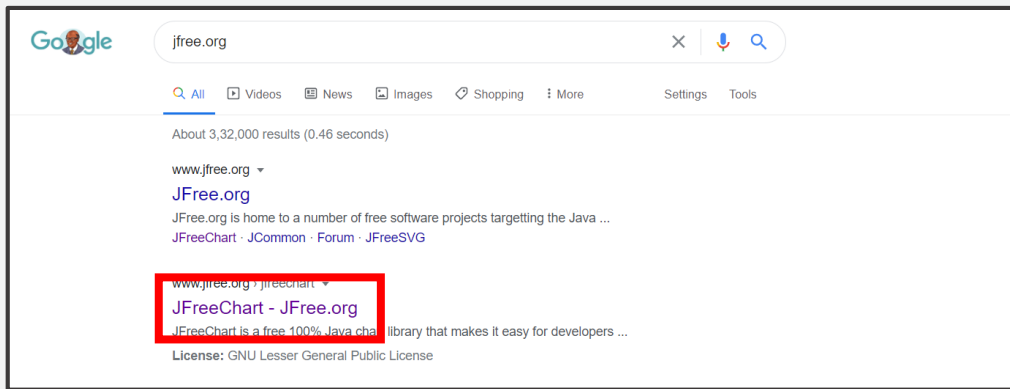 Google
jfree.org
All Videos News Images Shopping More Settings Tools
About 3,32,000 results (0.46 seconds)
www.jfree.org
JFree.org
JFree.org is home to a number of free software projects targetting the Java ...
JFreeChart · JCommon · Forum · JFreeSVG
www.jfree.org › jfreechart
JFreeChart - JFree.org
JFreeChart is a free 100% Java chart library that makes it easy for developers ...
License: GNU Lesser General Public License